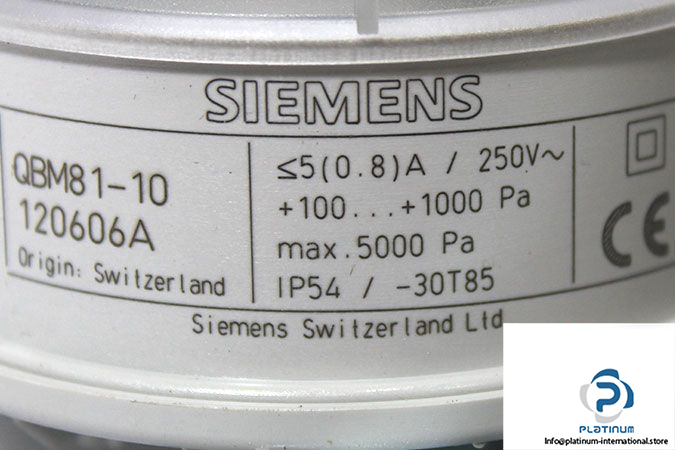 SIEMENS
QBM81-10
120606A
Origin: Switzerland
≤5(0.8)A / 250V~
+100...+1000 Pa
max.5000 Pa
IP54 / -30T85
CE
Siemens Switzerland Ltd
P
PLATINUM
Info@platinum-international.store